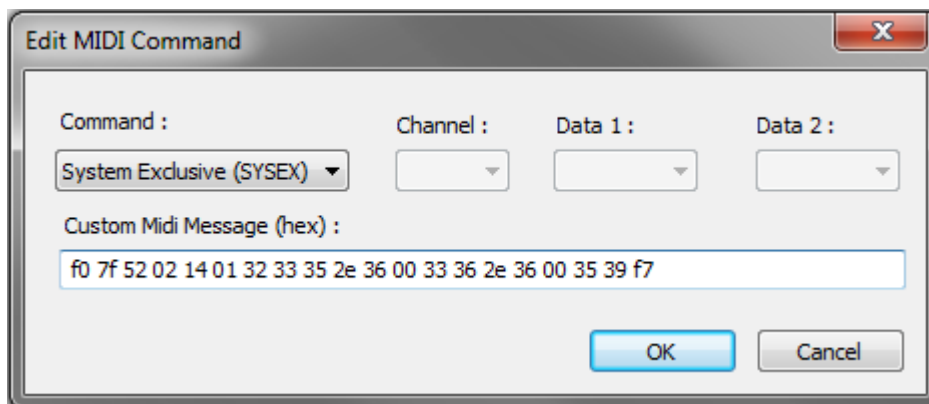 Edit MIDI Command
Command : Channel : Data 1 : Data 2 :
System Exclusive (SYSEX)
Custom Midi Message (hex) :
f0 7f 52 02 14 01 32 33 35 2e 36 00 33 36 2e 36 00 35 39 f7
OK Cancel